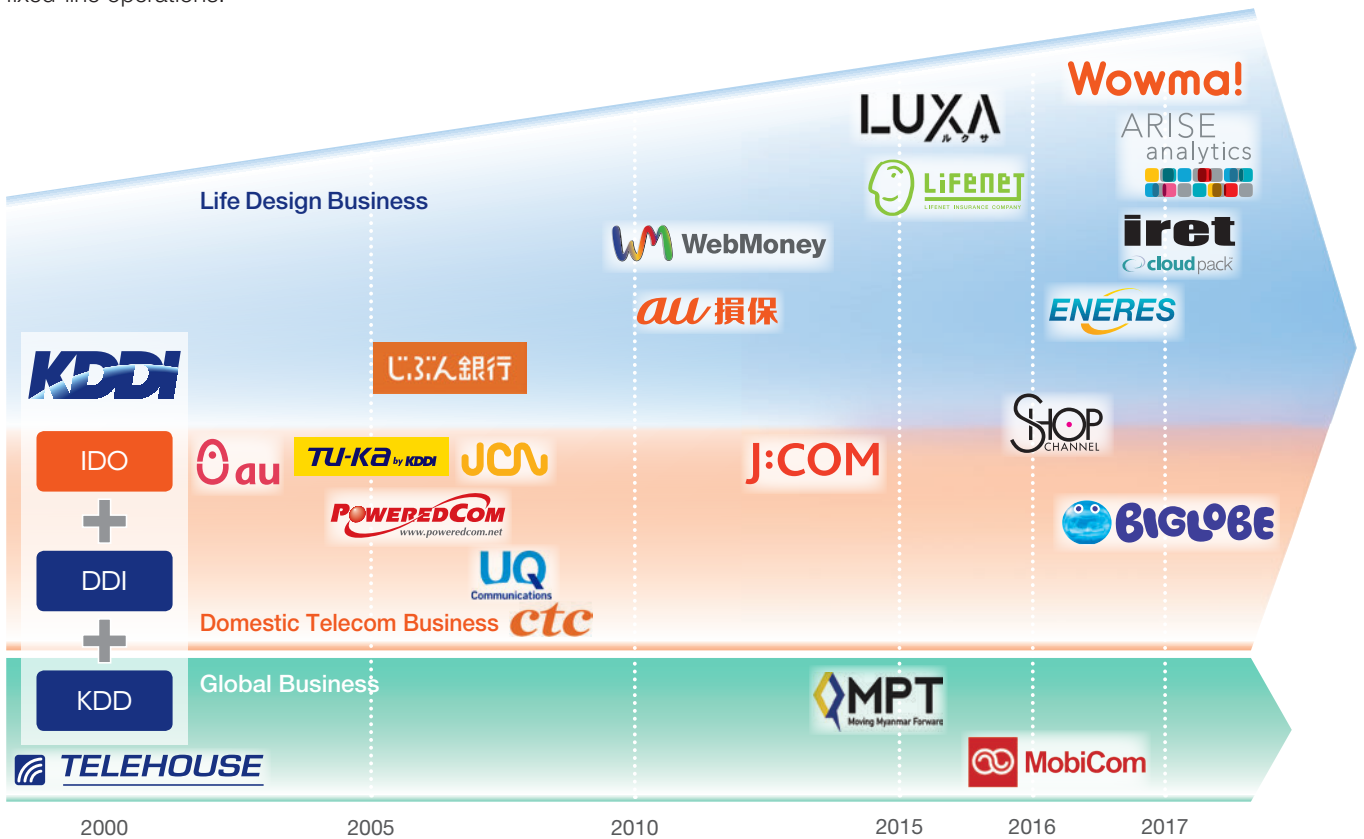 fixed-line operations.
Wowma!
LUXA
ルクサ
ARISE
analytics
LIFENET
LIFENET INSURANCE COMPANY
Life Design Business
WebMoney
iret
cloudpack
au 損保
ENERES
KDDI
じぶん銀行
SHOP
CHANNEL
IDO
au
TU-KA by KDDI
JCN
J:COM
POWEREDCOM
www.poweredcom.net
BIGLOBE
DDI
UQ
Communications
Domestic Telecom Business
ctc
Global Business
KDD
MPT
Moving Myanmar Forward
TELEHOUSE
MobiCom
2000 2005 2010 2015 2016 2017